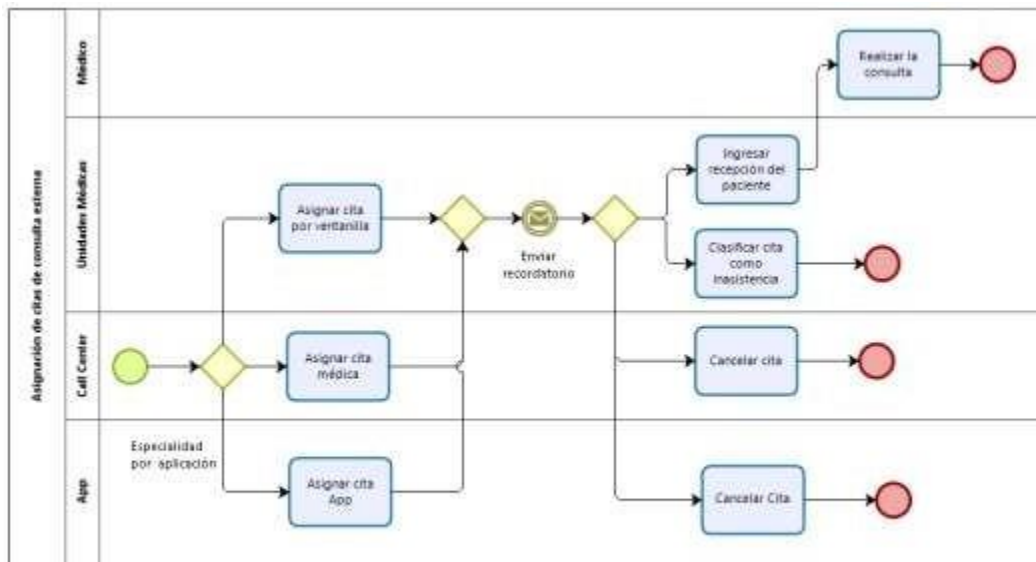 Asignación de citas de consulta externa
Médico
Realizar la
consulta
Unidades Médicas
Asignar cita
por ventanilla
Enviar
recordatorio
Ingresar
recepción del
paciente
Clasificar cita
como
inasistencia
Call Center
Asignar cita
médica
Cancelar cita
App
Especialidad
por aplicación
Asignar cita
App
Cancelar Cita